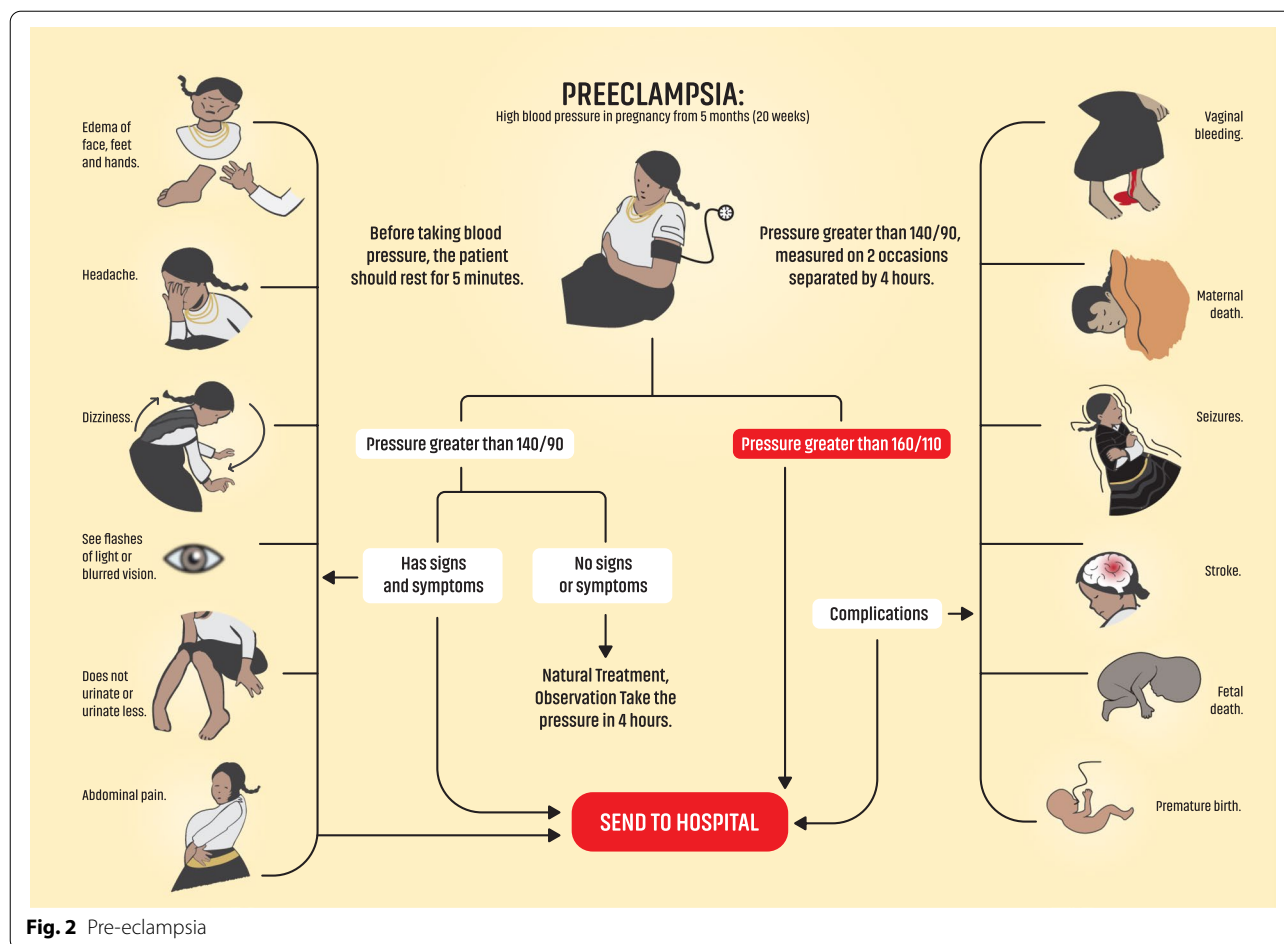 PREECLAMPSIA:
High blood pressure in pregnancy from 5 months (20 weeks)
Edema of
face, feet
and hands.
Headache.
Dizziness.
See flashes
of light or
blurred vision.
Does not
urinate or
urinate less.
Abdominal pain.
Before taking blood
pressure, the patient
should rest for 5 minutes.
Pressure greater than 140/90,
measured on 2 occasions
separated by 4 hours.
Pressure greater than 140/90
Pressure greater than 160/110
Has signs
and symptoms
No signs
or symptoms
Natural Treatment,
Observation Take the
pressure in 4 hours.
Complications
SEND TO HOSPITAL
Vaginal
bleeding.
Maternal
death.
Seizures.
Stroke.
Fetal
death.
Premature birth.
Fig. 2 Pre-eclampsia